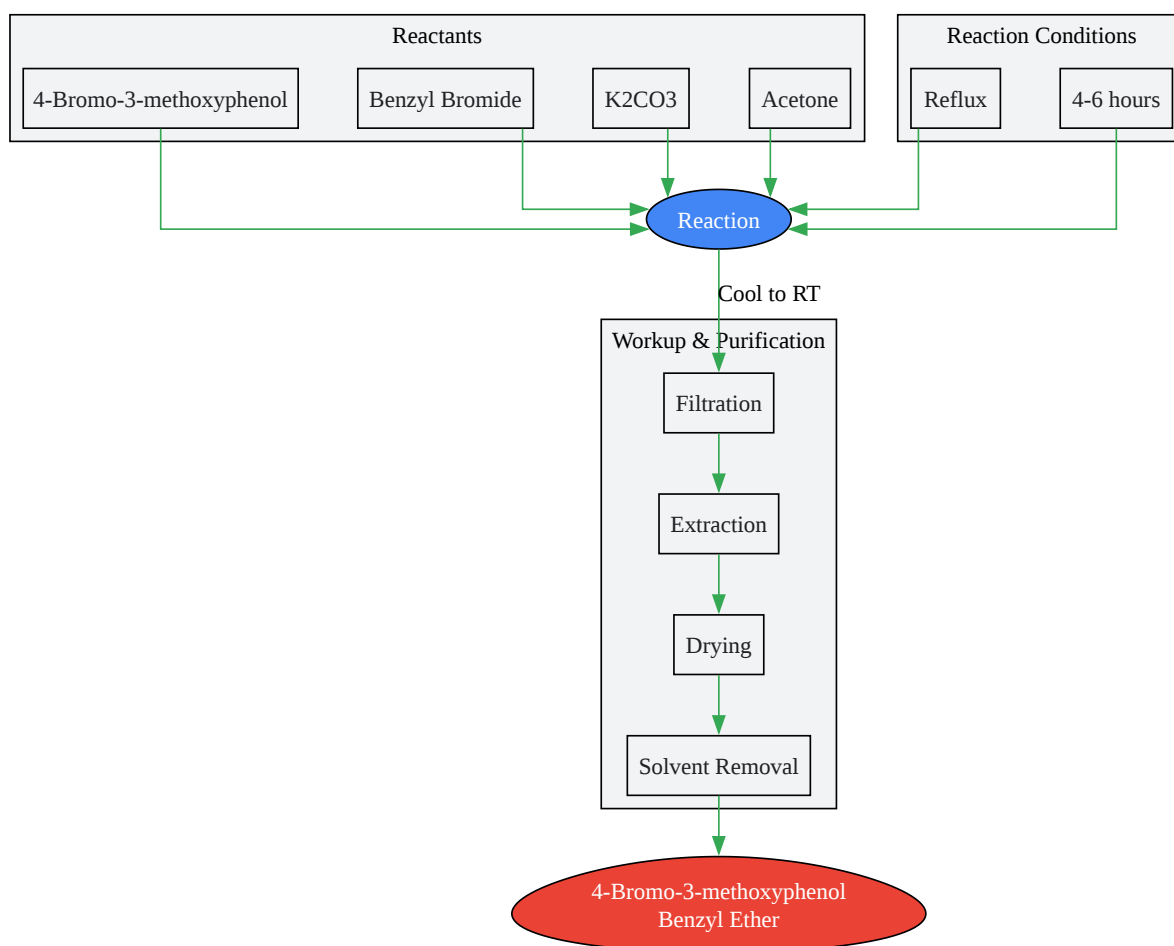 Reactants
Reaction Conditions
4-Bromo-3-methoxyphenol
Benzyl Bromide
K2CO3
Acetone
Reflux
4-6 hours
Reaction
Cool to RT
Workup & Purification
Filtration
Extraction
Drying
Solvent Removal
4-Bromo-3-methoxyphenol
Benzyl Ether